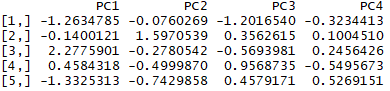 PC1 PC2 PC3 PC4
[1,] -1.2634785 -0.0760269 -1.2016540 -0.3234413
[2,] -0.1400121 1.5970539 0.3562615 0.1004510
[3,] 2.2775901 -0.2780542 -0.5693981 0.2456426
[4,] 0.4584318 -0.4999870 0.9568735 -0.5495673
[5,] -1.3325313 -0.7429858 0.4579171 0.5269151